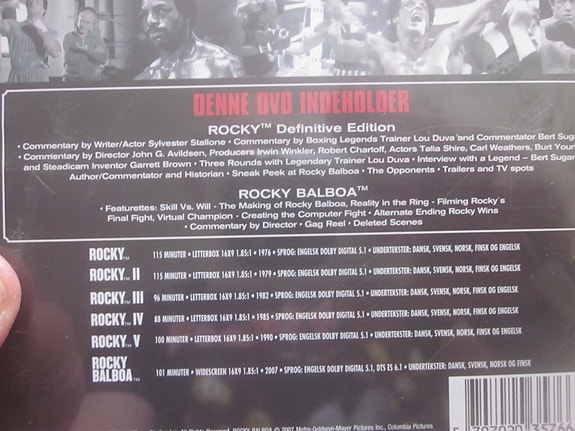 DENNE DVD INDEHOLDER
ROCKY™ Definitive Edition
• Commentary by Writer/Actor Sylvester Stallone • Commentary by Boxing Legends Trainer Lou Duva and Commentator Bert Sugar
• Commentary by Director John G. Avildsen, Producers Irwin Winkler, Robert Chartoff, Actors Talia Shire, Carl Weathers, Burt Young
and Steadicam Inventor Garrett Brown • Three Rounds with Legendary Trainer Lou Duva • Interview with a Legend – Bert Sugar
Author/Commentator and Historian • Sneak Peek at Rocky Balboa • The Opponents • Trailers and TV spots
ROCKY BALBOA™
• Featurettes: Skill Vs. Will - The Making of Rocky Balboa, Reality in the Ring - Filming Rocky's
Final Fight, Virtual Champion - Creating the Computer Fight • Alternate Ending Rocky Wins
• Commentary by Director • Gag Reel • Deleted Scenes
ROCKY™ 115 MINUTER • LETTERBOX 16X9 1.85:1 • 1976 • SPROG: ENGELSK DOLBY DIGITAL 5.1 • UNDERTEKSTER: DANSK, SVENSK, NORSK, FINSK OG ENGELSK
ROCKY™ II 115 MINUTER • LETTERBOX 16X9 1.85:1 • 1979 • SPROG: ENGELSK DOLBY DIGITAL 5.1 • UNDERTEKSTER: DANSK, SVENSK, NORSK, FINSK OG ENGELSK
ROCKY™ III 96 MINUTER • LETTERBOX 16X9 1.85:1 • 1982 • SPROG: ENGELSK DOLBY DIGITAL 5.1 • UNDERTEKSTER: DANSK, SVENSK, NORSK, FINSK OG ENGELSK
ROCKY™ IV 88 MINUTER • LETTERBOX 16X9 1.85:1 • 1985 • SPROG: ENGELSK DOLBY DIGITAL 5.1 • UNDERTEKSTER: DANSK, SVENSK, NORSK, FINSK OG ENGELSK
ROCKY™ V 100 MINUTER • LETTERBOX 16X9 1.85:1 • 1990 • SPROG: ENGELSK DOLBY DIGITAL 5.1 • UNDERTEKSTER: DANSK, SVENSK, NORSK, FINSK OG ENGELSK
ROCKY
BALBOA™ 101 MINUTER • WIDESCREEN 16X9 1.85:1 • 2007 • SPROG: ENGELSK DOLBY DIGITAL 5.1, DTS ES 6.1 • UNDERTEKSTER: DANSK, SVENSK, NORSK OG FINSK
All Rights Reserved. ROCKY BALBOA © 2007 Metro-Goldwyn-Mayer Pictures Inc., Columbia Pictures